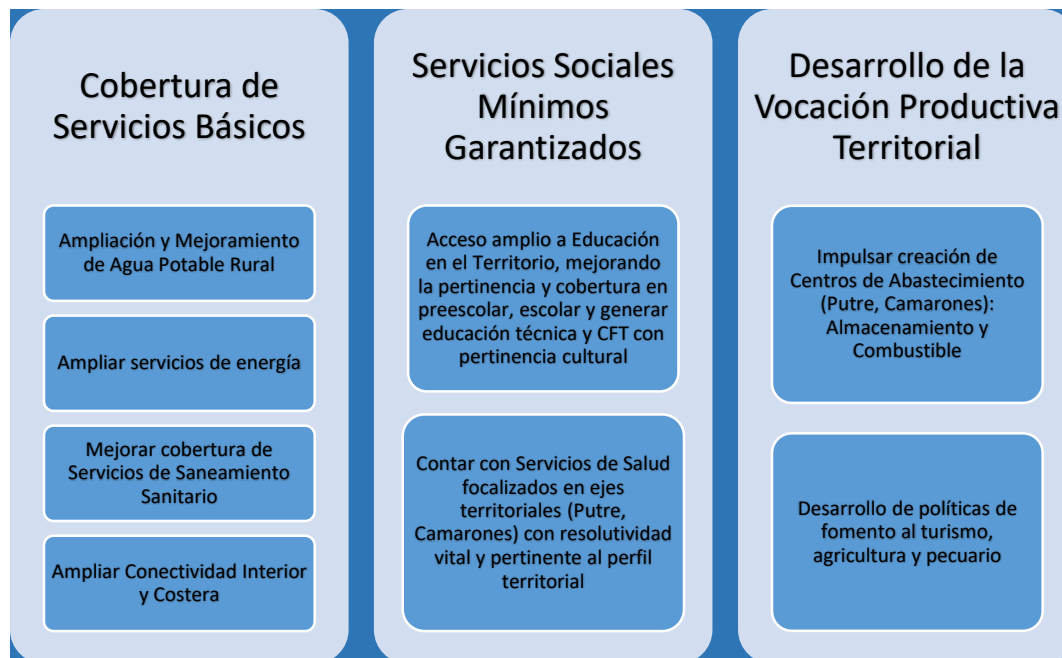 Cobertura de
Servicios Básicos
Ampliación y Mejoramiento
de Agua Potable Rural
Ampliar servicios de energía
Mejorar cobertura de
Servicios de Saneamiento
Sanitario
Ampliar Conectividad Interior
y Costera
Servicios Sociales
Mínimos
Garantizados
Acceso amplio a Educación
en el Territorio, mejorando
la pertinencia y cobertura en
preescolar, escolar y generar
educación técnica y CFT con
pertinencia cultural
Contar con Servicios de Salud
focalizados en ejes
territoriales (Putre,
Camarones) con resolutividad
vital y pertinente al perfil
territorial
Desarrollo de la
Vocación Productiva
Territorial
Impulsar creación de
Centros de Abastecimiento
(Putre, Camarones):
Almacenamiento y
Combustible
Desarrollo de políticas de
fomento al turismo,
agricultura y pecuario